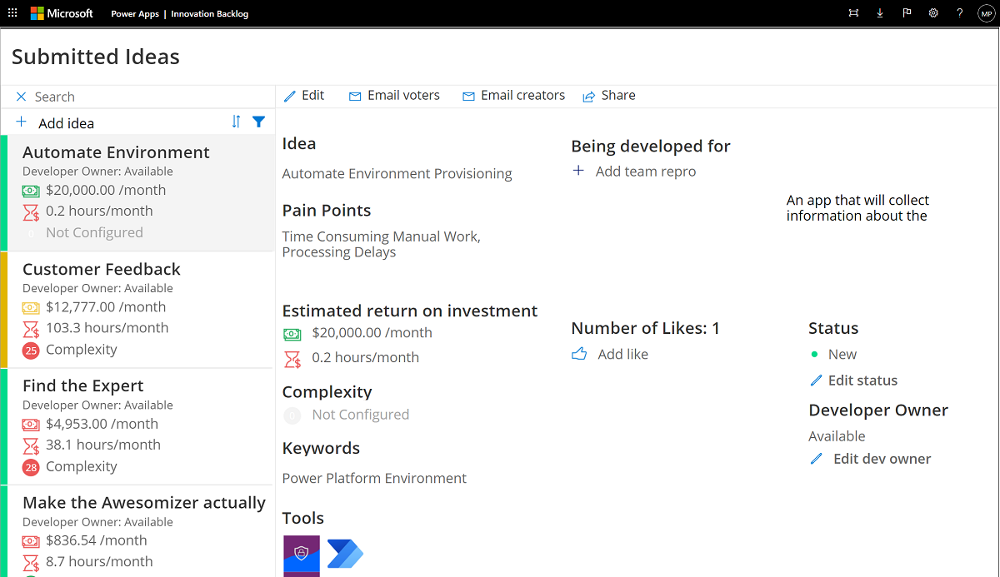 Microsoft Power Apps | Innovation Backlog ? MP
Submitted Ideas
Search
Add idea
Automate Environment
Developer Owner: Available
$20,000.00 /month
0.2 hours/month
0 Not Configured
Customer Feedback
Developer Owner: Available
$12,777.00 /month
103.3 hours/month
25 Complexity
Find the Expert
Developer Owner: Available
$4,953.00 /month
38.1 hours/month
28 Complexity
Make the Awesomizer actually
Developer Owner: Available
$836.54 /month
8.7 hours/month
Edit Email voters Email creators Share
Idea
Automate Environment Provisioning
Pain Points
Time Consuming Manual Work,
Processing Delays
Being developed for
Add team repro
An app that will collect
information about the
Estimated return on investment
$20,000.00 /month
0.2 hours/month
Complexity
0 Not Configured
Keywords
Power Platform Environment
Tools
Number of Likes: 1
Add like
Status
New
Edit status
Developer Owner
Available
Edit dev owner